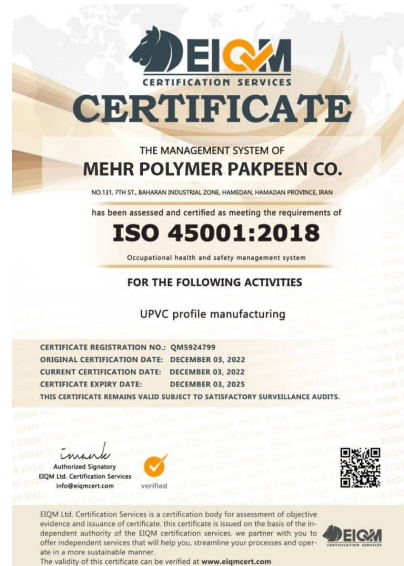 EIQM
CERTIFICATION SERVICES
CERTIFICATE
THE MANAGEMENT SYSTEM OF
MEHR POLYMER PAKPEEN CO.
NO.131, 7TH ST., BAHARAN INDUSTRIAL ZONE, HAMEDAN, HAMADAN PROVINCE, IRAN
has been assessed and certified as meeting the requirements of
ISO 45001:2018
Occupational health and safety management system
FOR THE FOLLOWING ACTIVITIES
UPVC profile manufacturing
CERTIFICATE REGISTRATION NO.: QM5924799
ORIGINAL CERTIFICATION DATE: DECEMBER 03, 2022
CURRENT CERTIFICATION DATE: DECEMBER 03, 2022
CERTIFICATE EXPIRY DATE: DECEMBER 03, 2025
THIS CERTIFICATE REMAINS VALID SUBJECT TO SATISFACTORY SURVEILLANCE AUDITS.
Authorized Signatory
EIQM Ltd. Certification Services
info@eiqmcert.com
verified
EIQM Ltd. Certification Services is a certification body for assessment of objective
evidence and issuance of certificate. this certificate is issued on the basis of the in-
dependent authority of the EIQM certification services. we partner with you to
offer independent services that will help you, streamline your processes and oper-
ate in a more sustainable manner.
The validity of this certificate can be verified at www.eiqmcert.com
EIQM
CERTIFICATION SERVICES